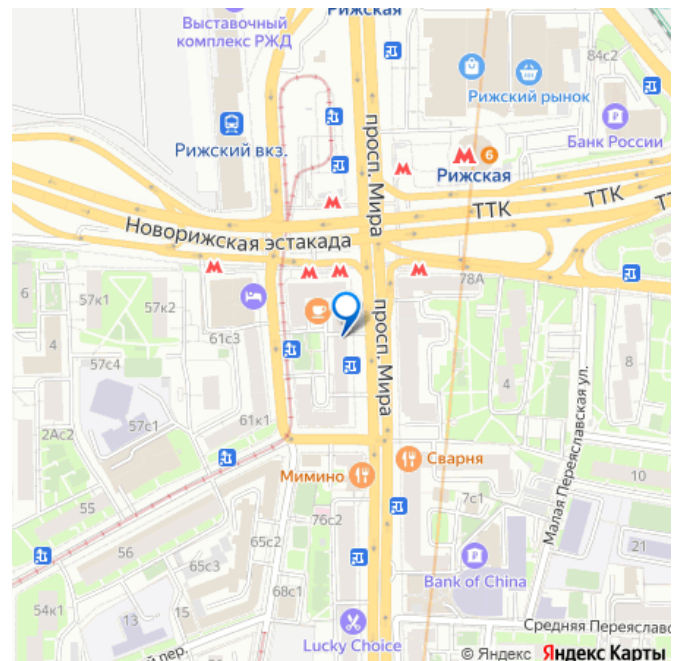 Рижская
Выставочный
комплекс РЖД
84с2
Рижский рынок
Банк России
Рижский вкз.
просп. Мира
6
Рижская
ТТК
ТТК
Т
Новорижская эстакада
78А
6
57к1
57к2
61с3
4
57с4
просп. Мира
4
8
57с1
61к1
2Ас2
Малая Переяславская ул.
Сварня
Мимино
10
55
76с2
7с1
56
65с2
65с3
21
Bank of China
68с1
54к1
13
15
Средняя Переяславс
Lucky Choice
й пер.
© Яндекс Яндекс Карты